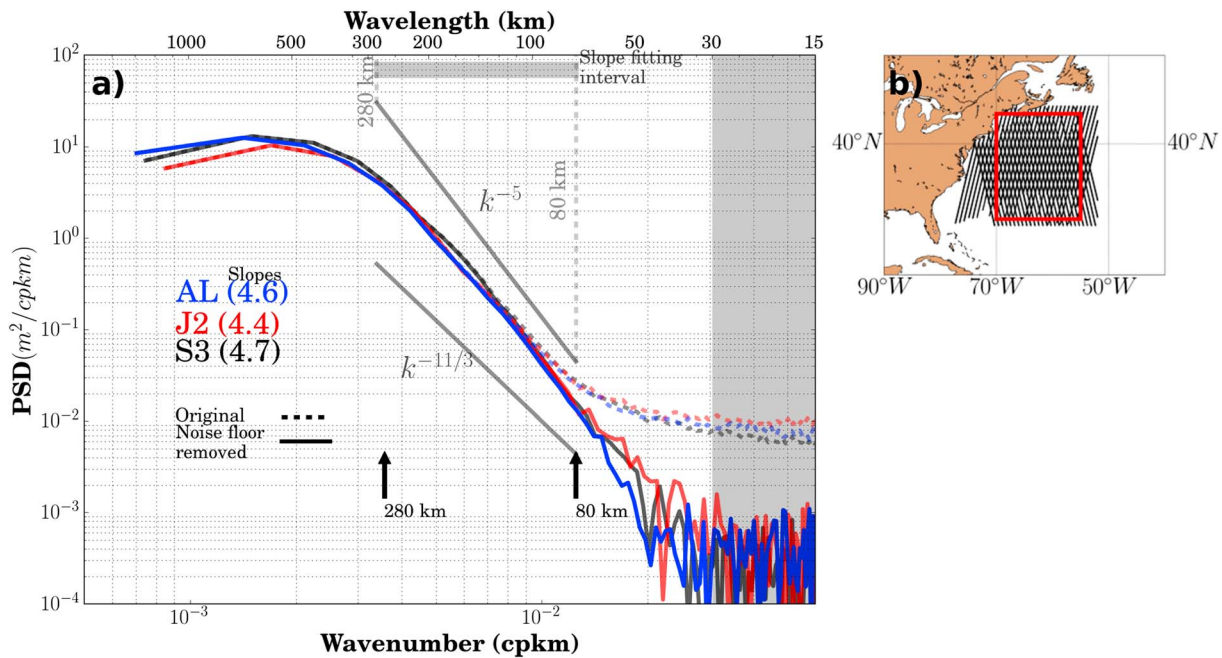 Wavelength (km)
1000 500 300 200 100 50 30 15
a)
Slope fitting
interval
280 km
80 km
k^{-5}
k^{-11/3}
Slopes
AL (4.6)
J2 (4.4)
S3 (4.7)
Original
Noise floor
removed
280 km
80 km
10^2
10^1
10^0
10^{-1}
10^{-2}
10^{-3}
10^{-4}
PSD(m^2/cpkm)
10^{-3} 10^{-2}
Wavenumber (cpkm)
b)
40°N 40°N
90°W 70°W 50°W